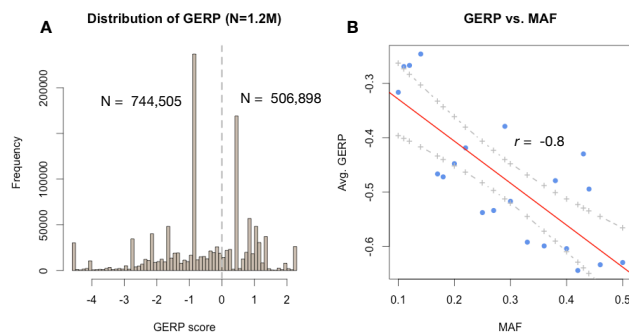 A
Distribution of GERP (N=1.2M)
N = 744,505
N = 506,898
Frequency
0
50000
100000
200000
-4
-3
-2
-1
0
1
2
GERP score
B
GERP vs. MAF
r = -0.8
Avg. GERP
-0.3
-0.4
-0.5
-0.6
0.1
0.2
0.3
0.4
0.5
MAF